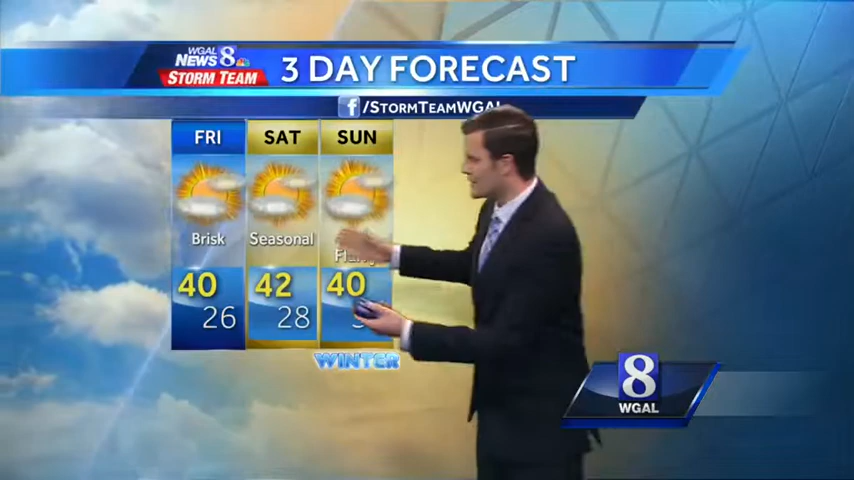 WGAL
NEWS 8
STORM TEAM
3 DAY FORECAST
f /STORMTEAMWGAL
FRI SAT SUN
Brisk Seasonal
40 42 40
26 28
WINTER
8
WGAL